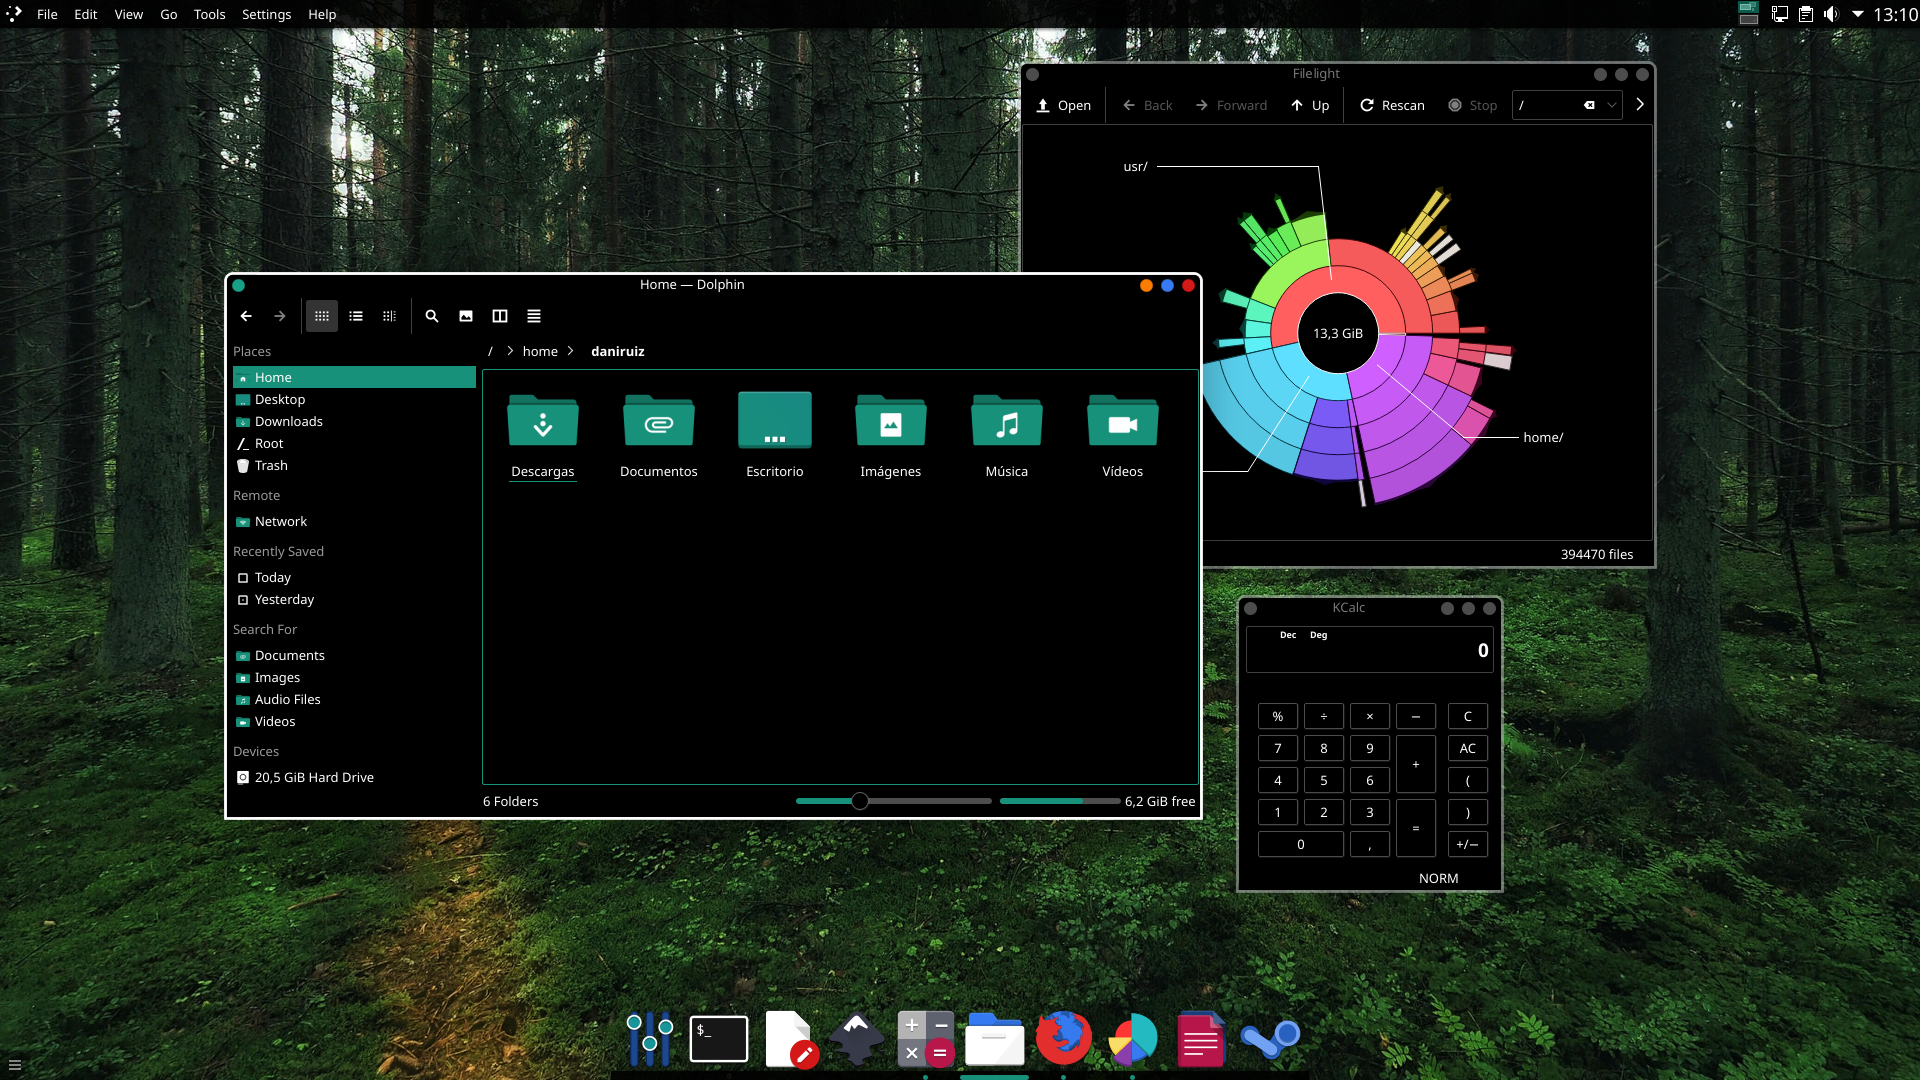 File Edit View Go Tools Settings Help
13:10
Filelight
Open Back Forward Up Rescan Stop /
usr/
13,3 GiB
home/
394470 files
Home — Dolphin
/ home daniruiz
Places
Home
Desktop
Downloads
Root
Trash
Remote
Network
Recently Saved
Today
Yesterday
Search For
Documents
Images
Audio Files
Videos
Devices
20,5 GiB Hard Drive
Descargas Documentos Escritorio Imágenes Música Vídeos
6 Folders
6,2 GiB free
KCalc
Dec Deg
0
% ÷ × − C
7 8 9 + AC
4 5 6 (
1 2 3 = )
0 , +/−
NORM
$_
+ −
× =